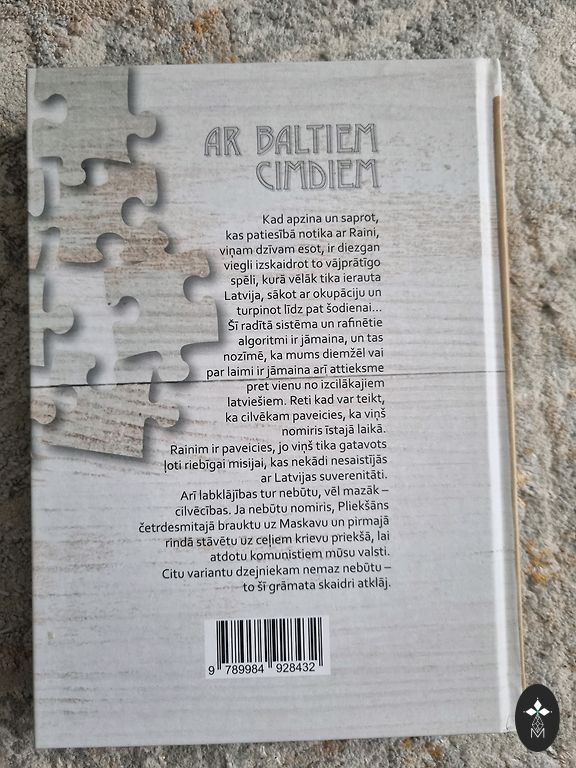 AR BALTIEM
CIMDIEM
Kad apzina un saprot,
kas patiesībā notika ar Raini,
viņam dzīvam esot, ir diezgan
viegli izskaidrot to vājprātīgo
spēli, kurā vēlāk tika ierauta
Latvija, sākot ar okupāciju un
turpinot līdz pat šodienai...
Šī radītā sistēma un rafinētie
algoritmi ir jāmaina, un tas
nozīmē, ka mums diemžēl vai
par laimi ir jāmaina arī attieksme
pret vienu no izcilākajiem
latviešiem. Reti kad var teikt,
ka cilvēkam paveicies, ka viņš
nomiris īstajā laikā.
Rainim ir paveicies, jo viņš tika gatavots
ļoti riebīgai misijai, kas nekādi nesaistījās
ar Latvijas suverenitāti.
Arī labklājības tur nebūtu, vēl mazāk –
cilvēcības. Ja nebūtu nomiris, Pliekšāns
četrdesmitajā brauktu uz Maskavu un pirmajā
rindā stāvētu uz ceļiem krievu priekšā, lai
atdotu komunistiem mūsu valsti.
Citu variantu dzejniekam nemaz nebūtu –
to šī grāmata skaidri atklāj.
9 789984 928432
M